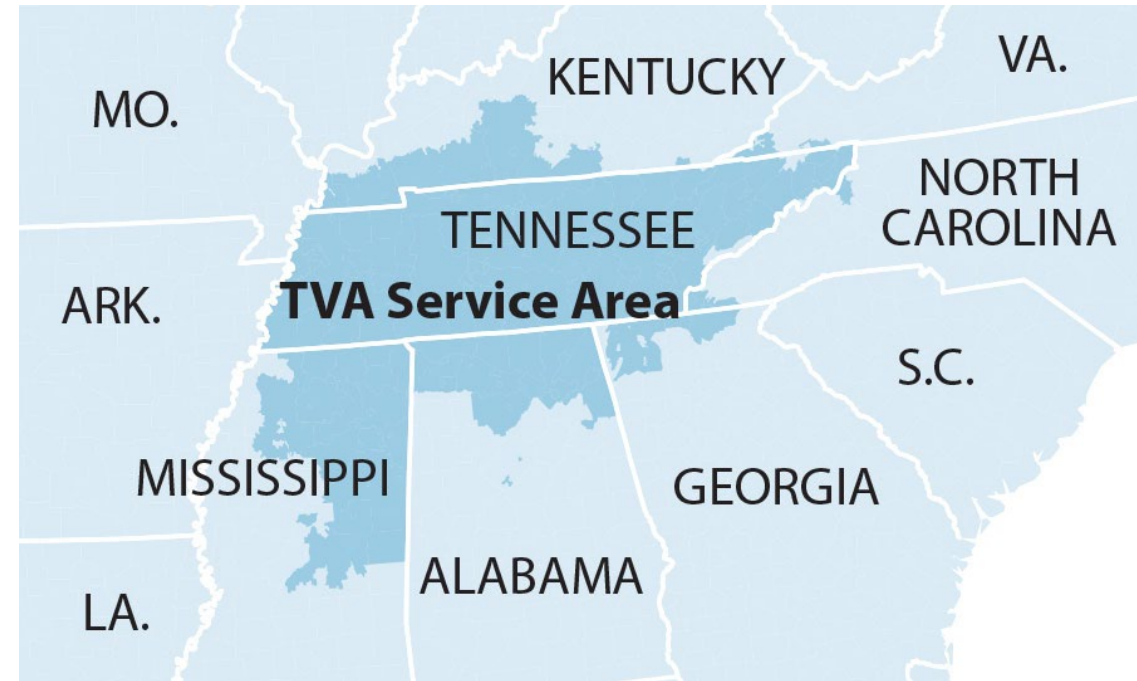 VA.
KENTUCKY
MO.
NORTH
CAROLINA
TENNESSEE
ARK.
TVA Service Area
S.C.
MISSISSIPPI
GEORGIA
ALABAMA
LA.